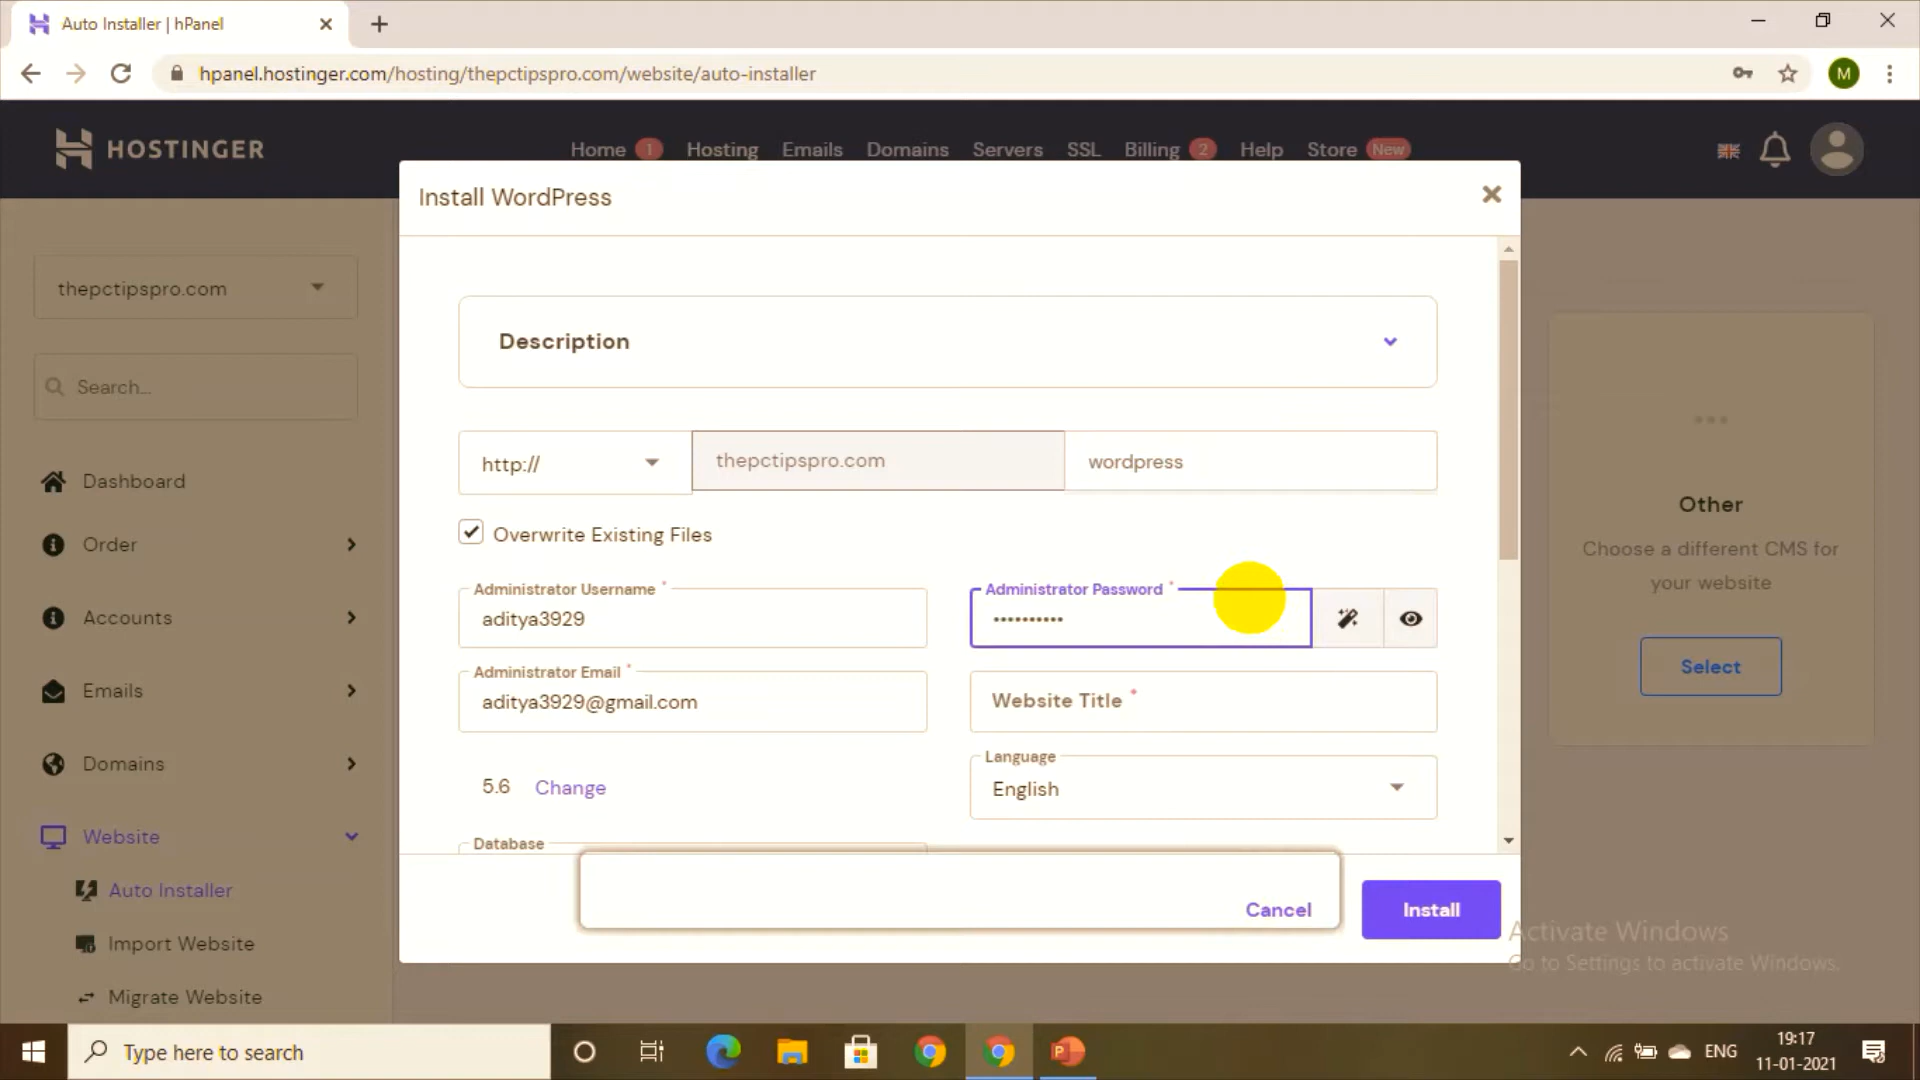 Auto Installer | hPanel
hpanel.hostinger.com/hosting/thepctipspro.com/website/auto-installer
M
HOSTINGER
Home 1 Hosting Emails Domains Servers SSL Billing 2 Help Store New
Install WordPress
thepctipspro.com
Search...
Dashboard
Order
Accounts
Emails
Domains
Website
Auto Installer
Import Website
Migrate Website
Description
http:// thepctipspro.com wordpress
Overwrite Existing Files
Administrator Username *
aditya3929
Administrator Password *
••••••••••
Administrator Email *
aditya3929@gmail.com
Website Title *
5.6 Change
Language
English
Database
Cancel
Install
Other
Choose a different CMS for
your website
Select
Activate Windows
Go to Settings to activate Windows.
Type here to search
P
ENG
19:17
11-01-2021